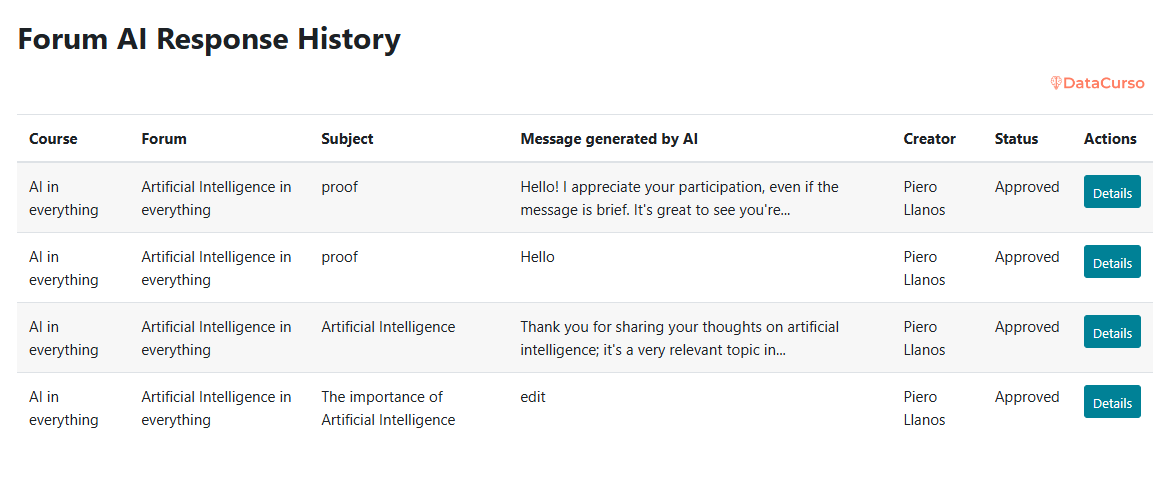 Forum AI Response History
DataCurso
Course Forum Subject Message generated by AI Creator Status Actions
AI in Artificial Intelligence in proof Hello! I appreciate your participation, even if the Piero Approved Details
everything everything message is brief. It's great to see you're... Llanos
AI in Artificial Intelligence in proof Hello Piero Approved Details
everything everything Llanos
AI in Artificial Intelligence in Artificial Intelligence Thank you for sharing your thoughts on artificial Piero Approved Details
everything everything intelligence; it's a very relevant topic in... Llanos
AI in Artificial Intelligence in The importance of edit Piero Approved Details
everything everything Artificial Intelligence Llanos